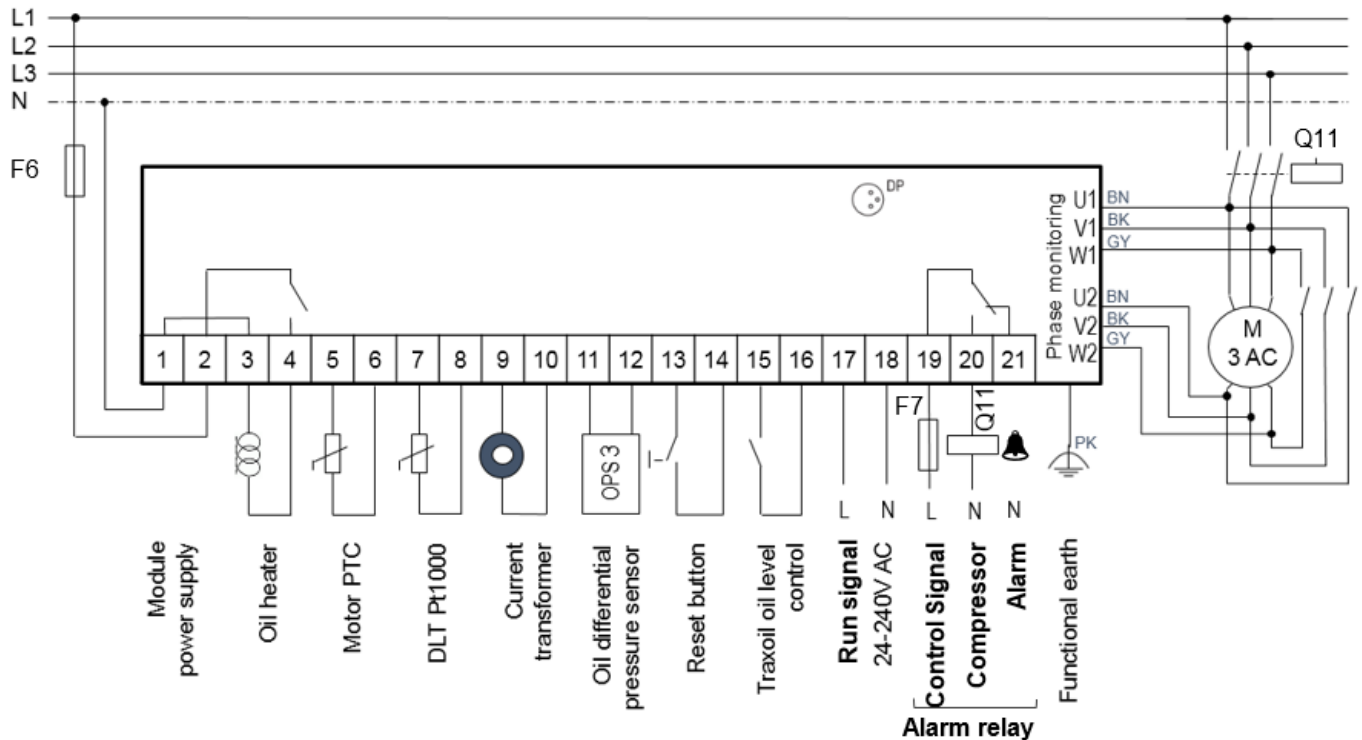 L1
L2
L3
N
F6
Q11
DP
Phase monitoring
U1 BN
V1 BK
W1 GY
U2 BN
V2 BK
W2 GY
M
3 AC
1 2 3 4 5 6 7 8 9 10 11 12 13 14 15 16 17 18 19 20 21
F7
Q11
PK
OPS 3
L N L N N
Module
power supply
Oil heater
Motor PTC
DLT Pt1000
Current
transformer
Oil differential
pressure sensor
Reset button
Traxoil oil level
control
Run signal
24-240V AC
Control Signal
Compressor
Alarm
Functional earth
Alarm relay